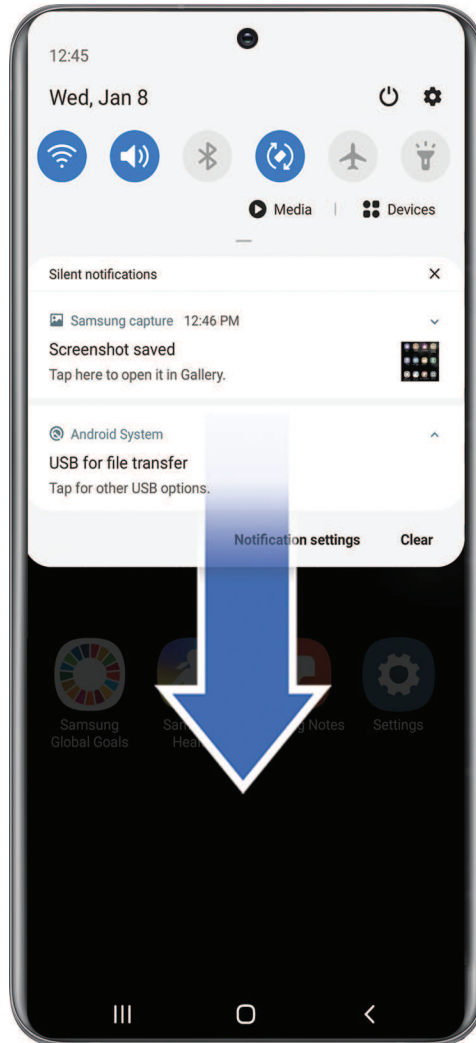 12:45
Wed, Jan 8
Media | Devices
Silent notifications
Samsung capture 12:46 PM
Screenshot saved
Tap here to open it in Gallery.
Android System
USB for file transfer
Tap for other USB options.
Notification settings Clear
Samsung Notes Settings
Global Goals